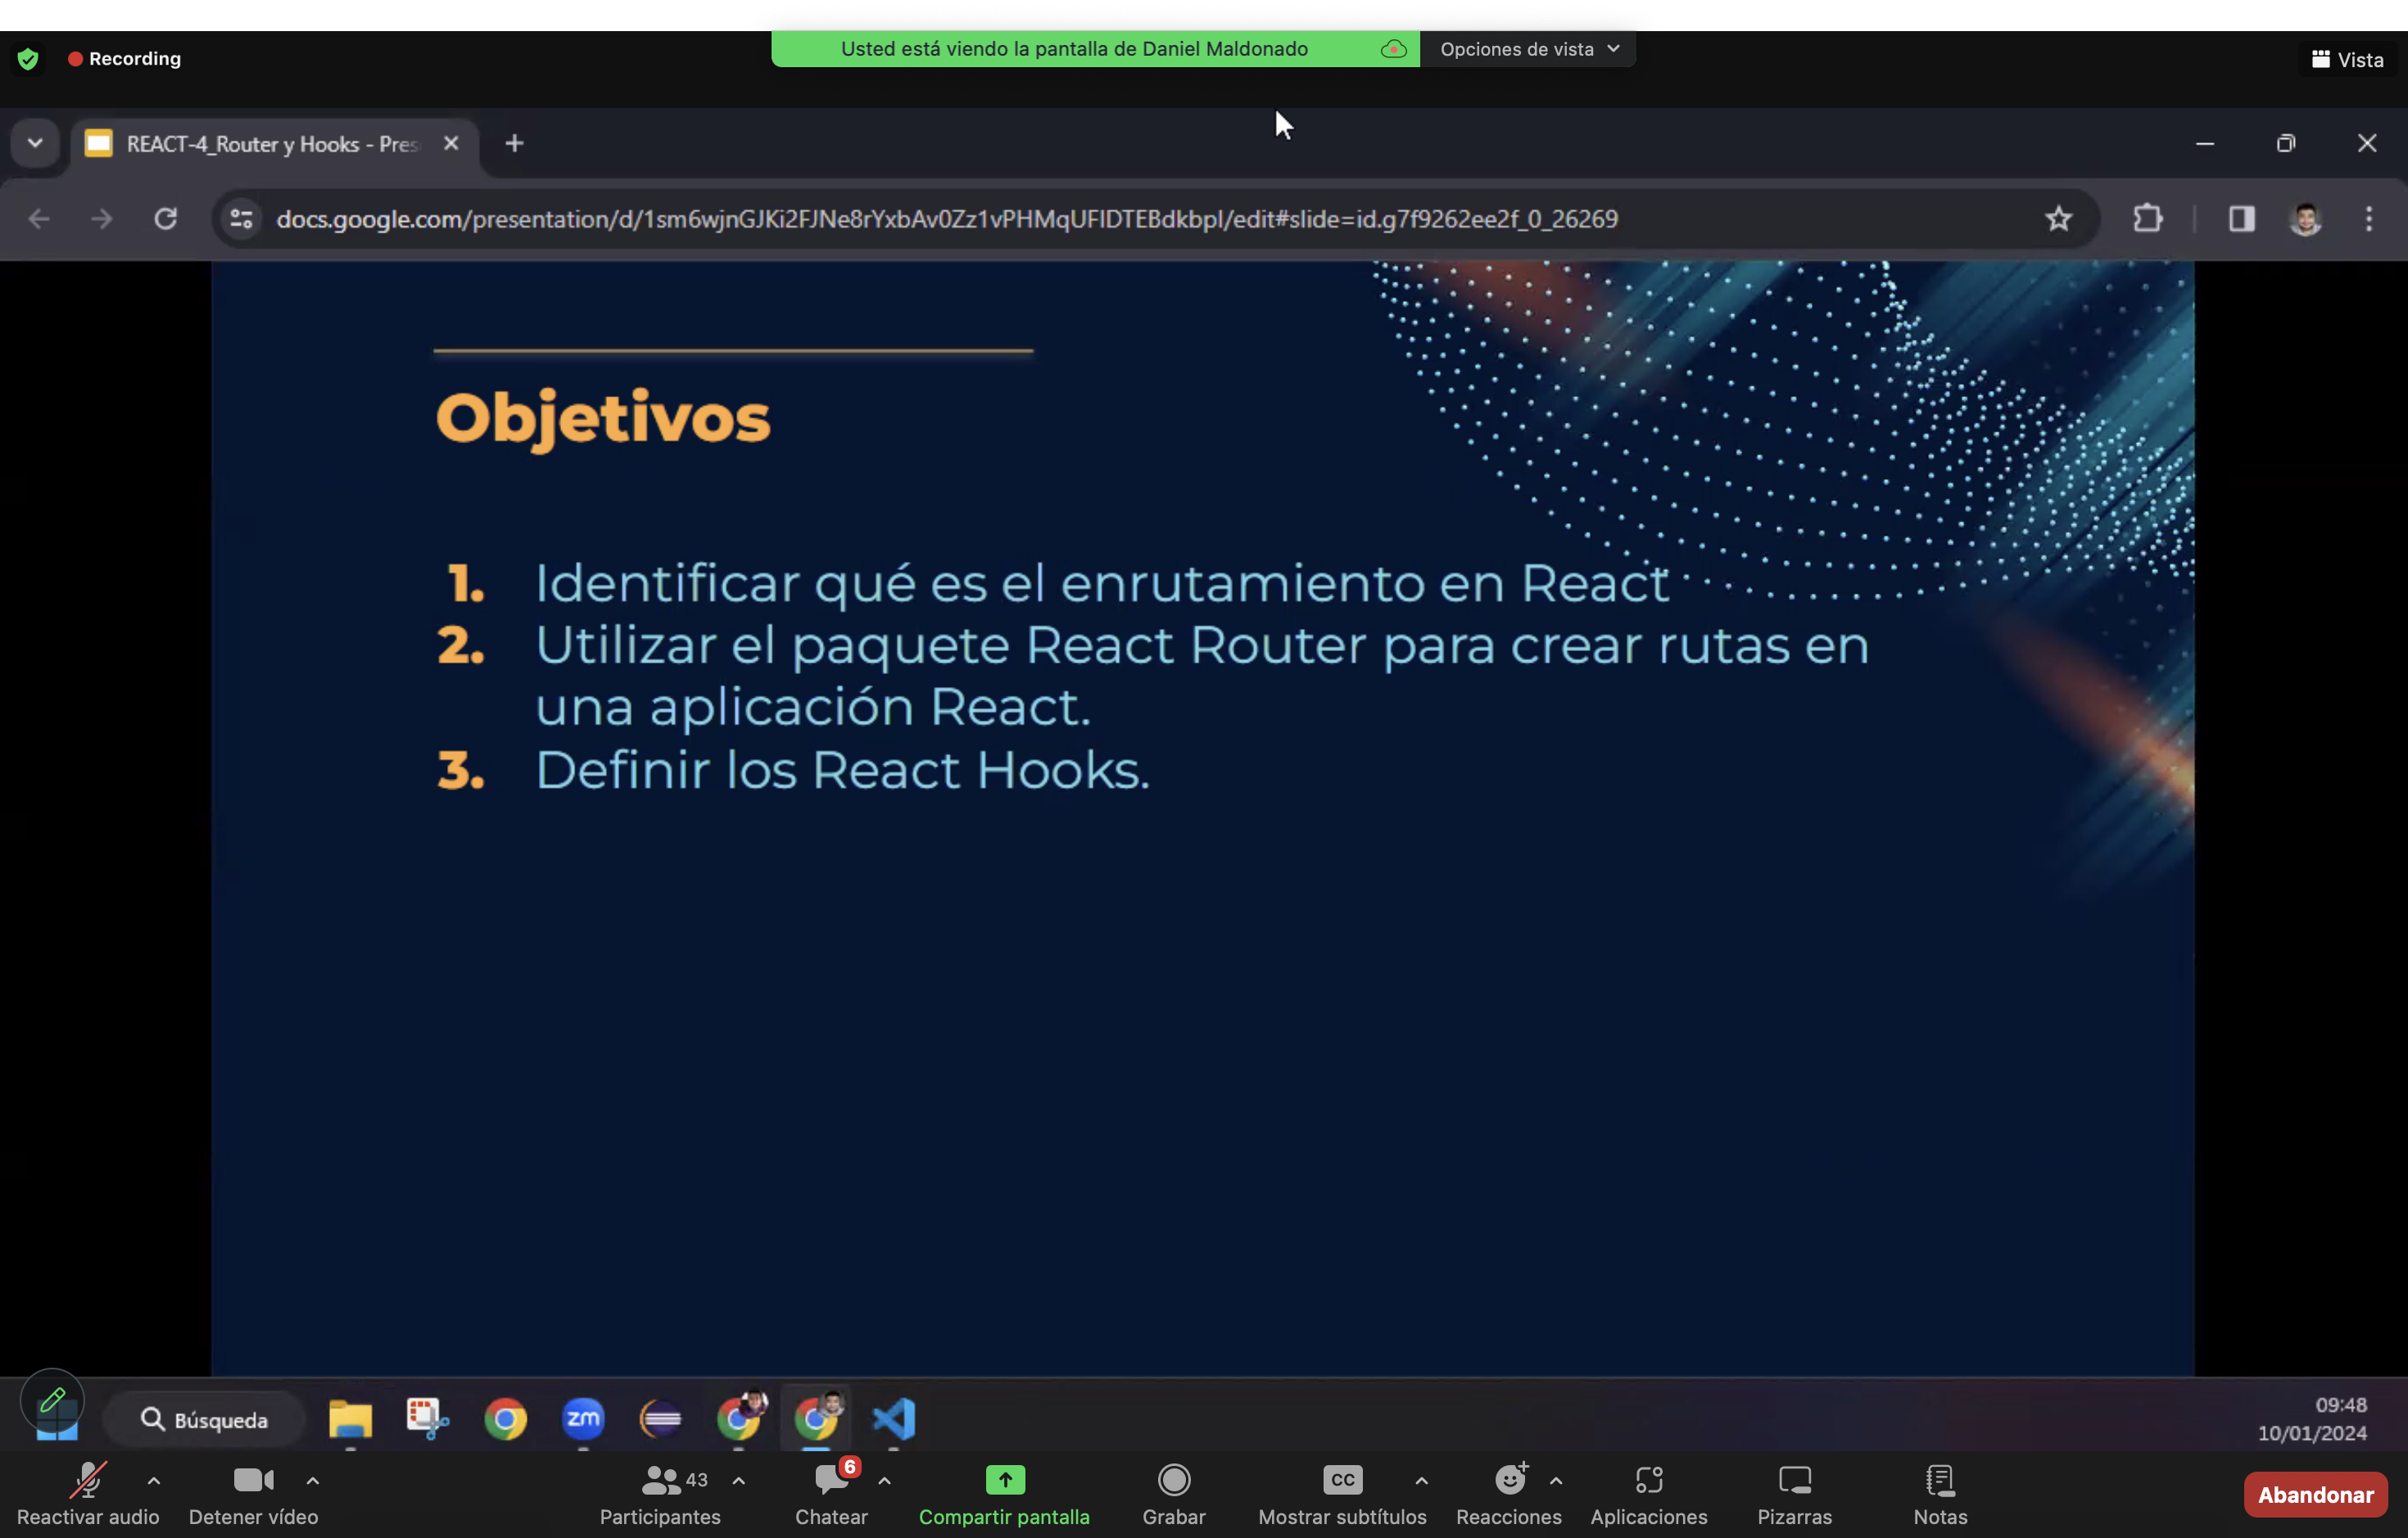 Recording
Usted está viendo la pantalla de Daniel Maldonado
Opciones de vista
Vista
REACT-4_Router y Hooks - Pres
docs.google.com/presentation/d/1sm6wjnGJKi2FJNe8rYxbAv0Zz1vPHMqUFIDTEBdkbpI/edit#slide=id.g7f9262ee2f_0_26269
Objetivos
1. Identificar qué es el enrutamiento en React
2. Utilizar el paquete React Router para crear rutas en
una aplicación React.
3. Definir los React Hooks.
Búsqueda
zm
09:48
10/01/2024
43
6
CC
Reactivar audio
Detener vídeo
Participantes
Chatear
Compartir pantalla
Grabar
Mostrar subtítulos
Reacciones
Aplicaciones
Pizarras
Notas
Abandonar